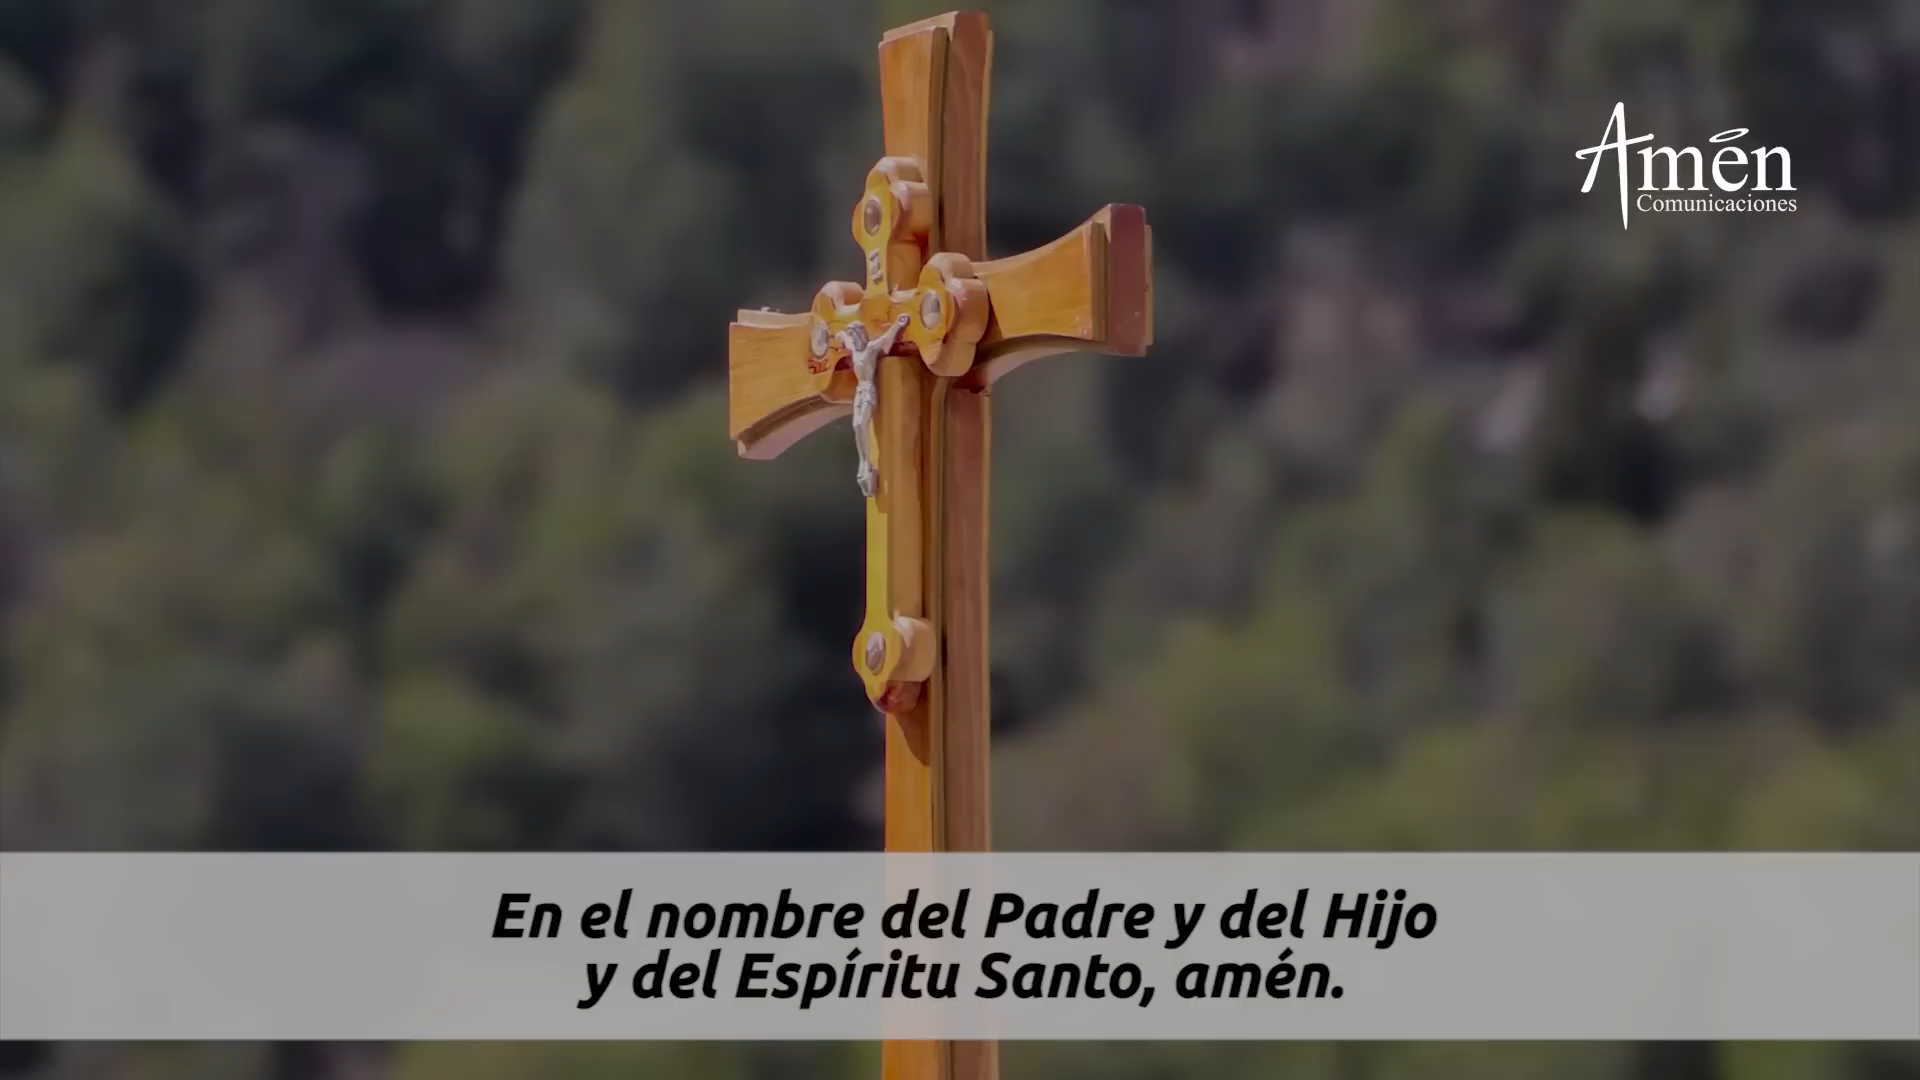 Amén
Comunicaciones
En el nombre del Padre y del Hijo
y del Espíritu Santo, amén.